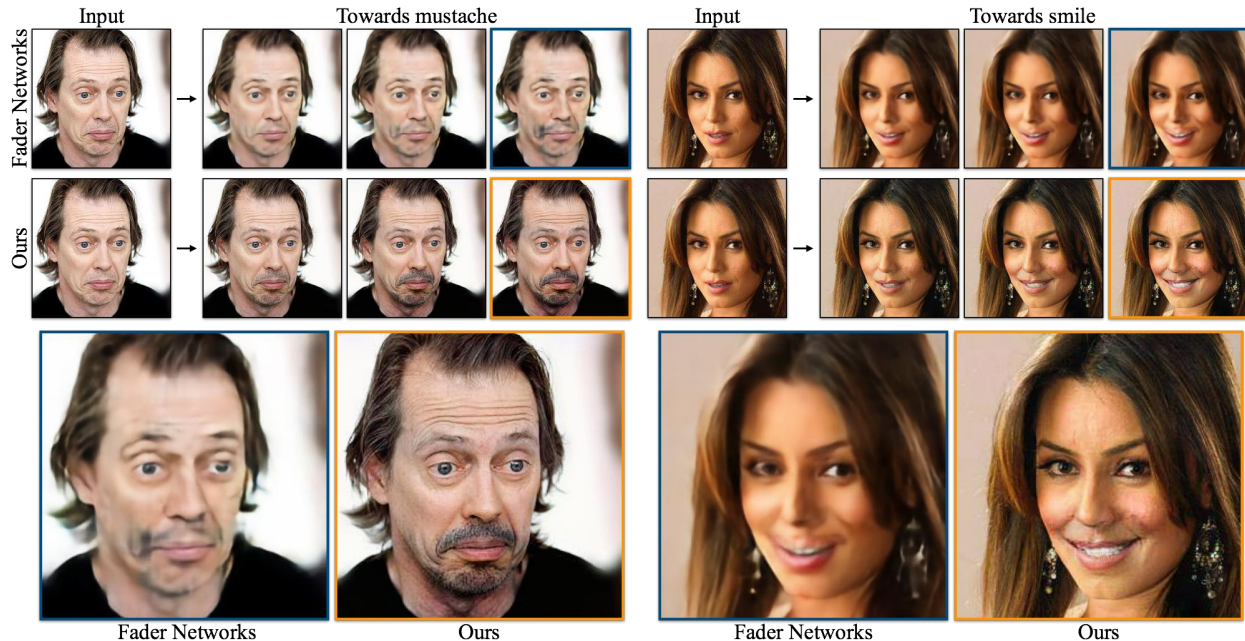 Input
Towards mustache
Input
Towards smile
Fader Networks
Ours
Fader Networks
Ours
Fader Networks
Ours